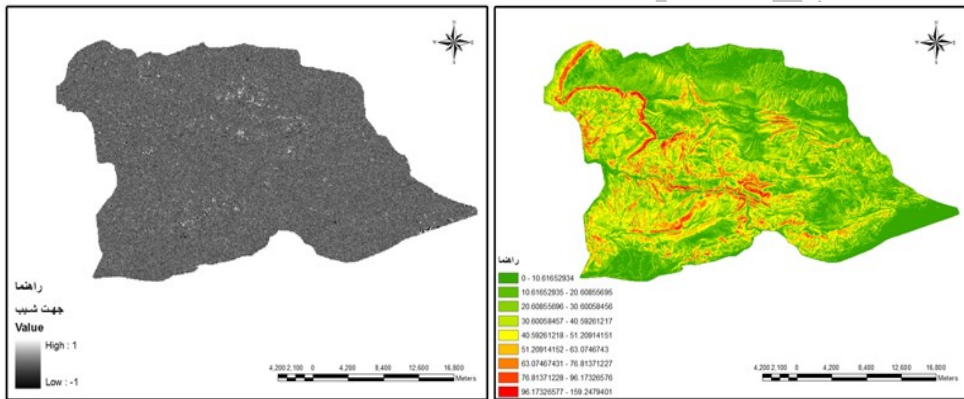 راهنما
جهت شیب
Value
High : 1
Low : -1
4,200 2,100 0 4,200 8,400 12,600 16,800
Meters
راهنما
0 - 10.61652934
10.61652935 - 20.60855695
20.60855696 - 30.60058456
30.60058457 - 40.59261217
40.59261218 - 51.20914151
51.20914152 - 63.0746743
63.07467431 - 76.81371227
76.81371228 - 96.17326576
96.17326577 - 159.2479401
4,200 2,100 0 4,200 8,400 12,600 16,800
Meters